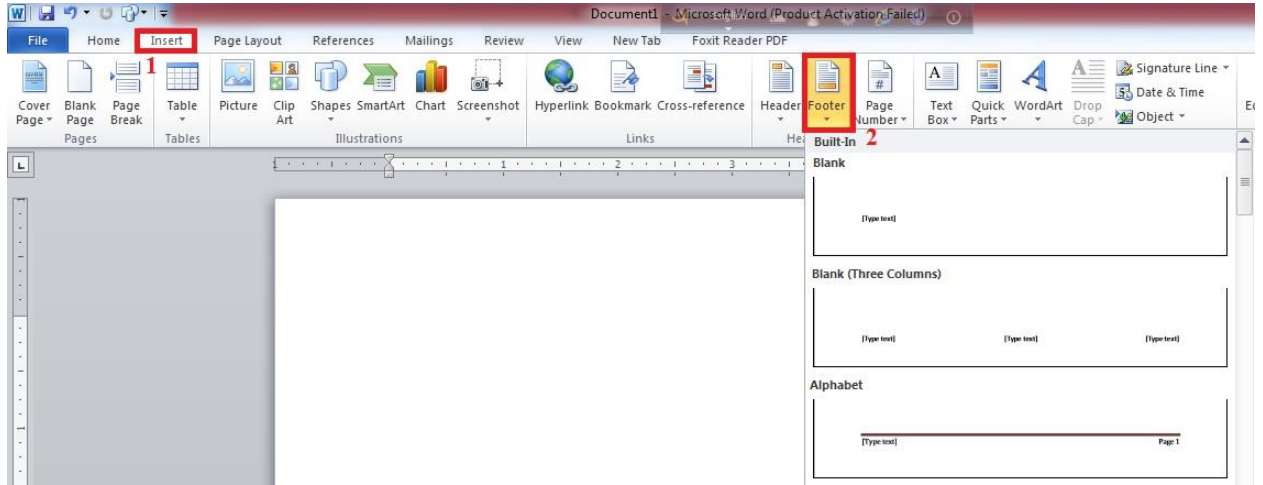 Document1 - Microsoft Word (Product Activation Failed)
File Home Insert Page Layout References Mailings Review View New Tab Foxit Reader PDF
1
Cover Page Blank Page Page Break Table Picture Clip Art Shapes SmartArt Chart Screenshot Hyperlink Bookmark Cross-reference Header Footer Page Number Text Box Quick Parts WordArt Drop Cap
Signature Line
Date & Time
Object
Pages Tables Illustrations Links
Built-In 2
L 1 1 2 3
Blank
[Type text]
Blank (Three Columns)
[Type text] [Type text] [Type text]
Alphabet
[Type text] Page 1